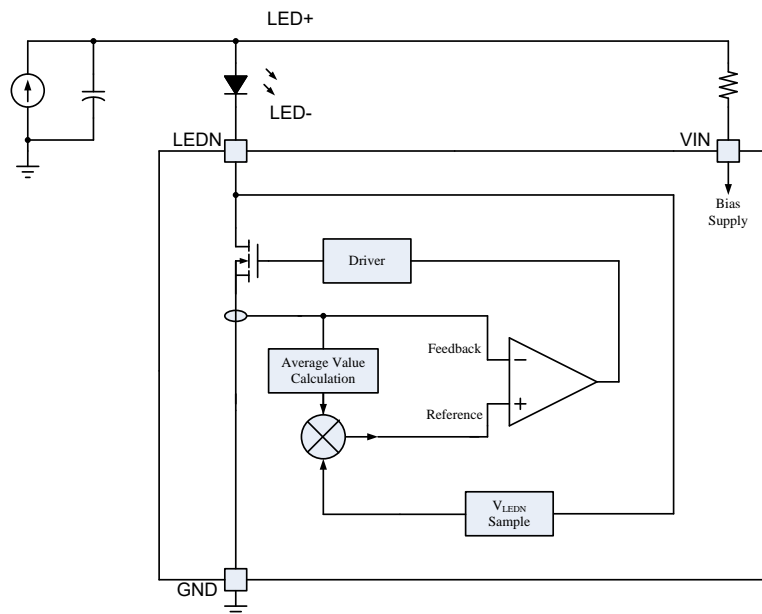 LED+
LED-
LEDN
VIN
Bias
Supply
Driver
Feedback
Average Value
Calculation
Reference
VLEDN
Sample
GND